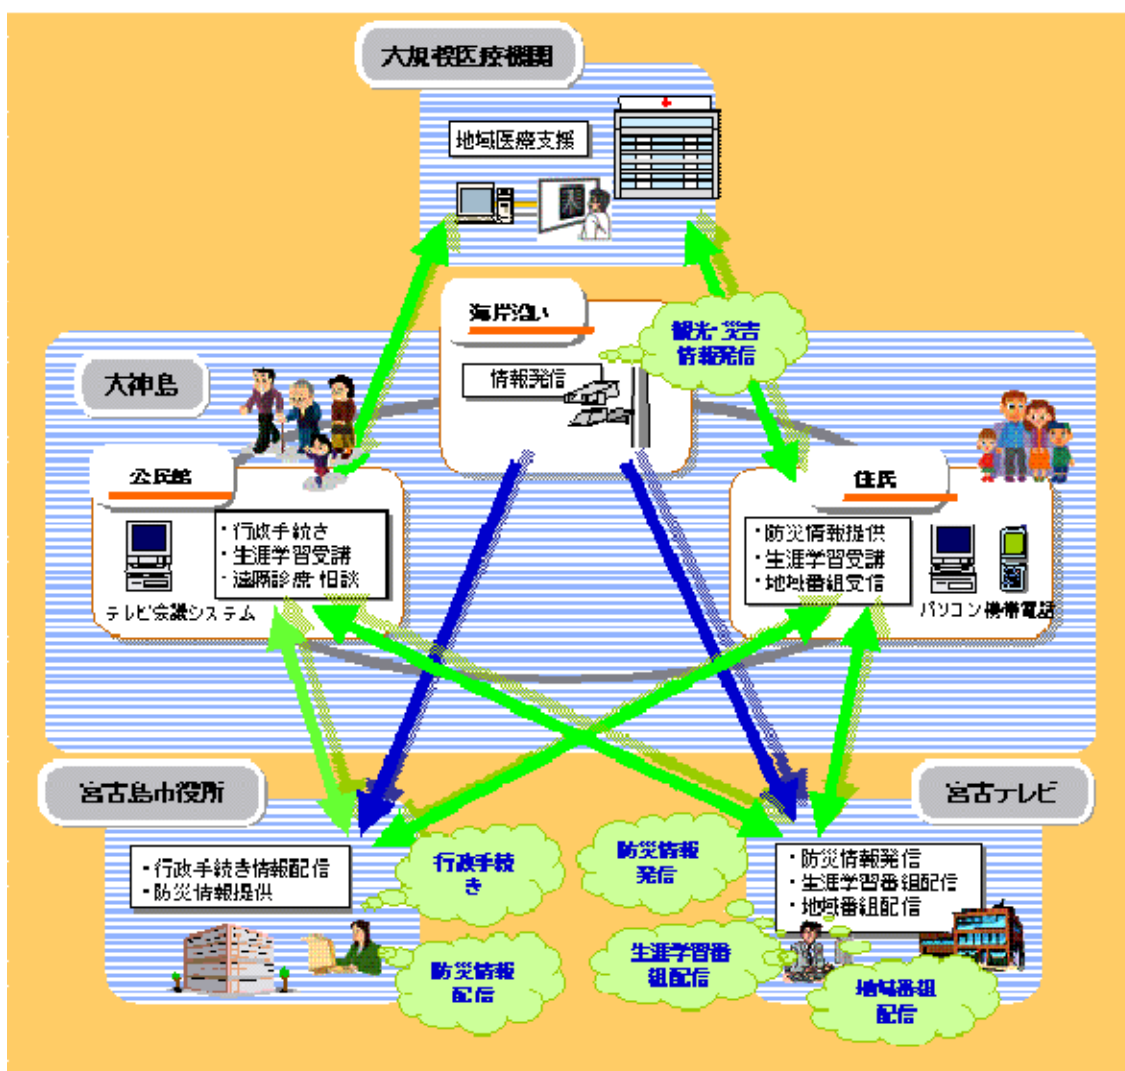 大規模医療機関
地域医療支援
海岸沿い
観光・災害
情報発信
情報発信
大神島
公民館
・行政手続き
・生涯学習受講
・遠隔診療・相談
テレビ会議システム
住民
・防災情報提供
・生涯学習受講
・地域番組受信
パソコン
携帯電話
宮古島市役所
・行政手続き情報配信
・防災情報提供
行政手続
き
防災情報
配信
宮古テレビ
・防災情報発信
・生涯学習番組配信
・地域番組配信
防災情報
発信
生涯学習番
組配信
地域番組
配信